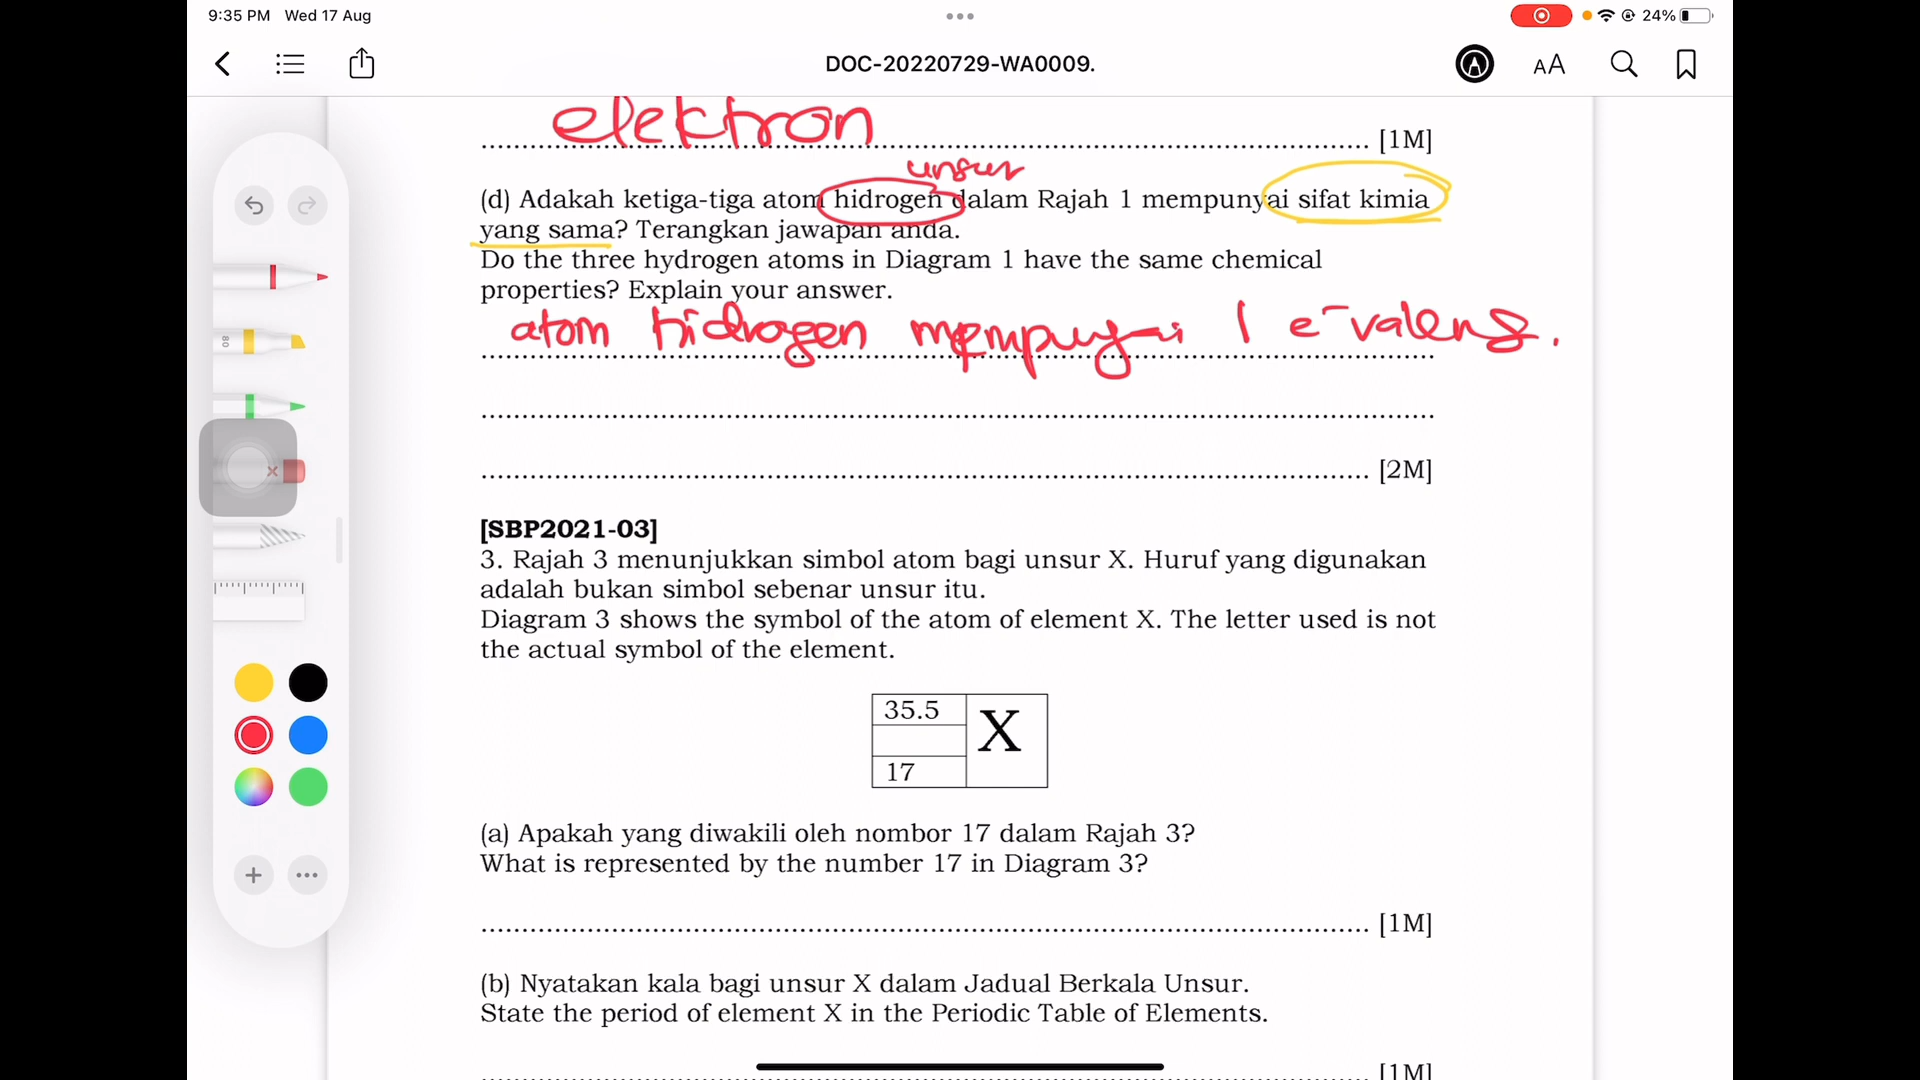 9:35 PM Wed 17 Aug
24%
DOC-20220729-WA0009.
AA
elektron
[1M]
unsur
(d) Adakah ketiga-tiga atom hidrogen dalam Rajah 1 mempunyai sifat kimia
yang sama? Terangkan jawapan anda.
Do the three hydrogen atoms in Diagram 1 have the same chemical
properties? Explain your answer.
atom hidrogen mempunyai 1 e⁻ valens.
[2M]
[SBP2021-03]
3. Rajah 3 menunjukkan simbol atom bagi unsur X. Huruf yang digunakan
adalah bukan simbol sebenar unsur itu.
Diagram 3 shows the symbol of the atom of element X. The letter used is not
the actual symbol of the element.
35.5
X
17
(a) Apakah yang diwakili oleh nombor 17 dalam Rajah 3?
What is represented by the number 17 in Diagram 3?
[1M]
(b) Nyatakan kala bagi unsur X dalam Jadual Berkala Unsur.
State the period of element X in the Periodic Table of Elements.
[1M]
80